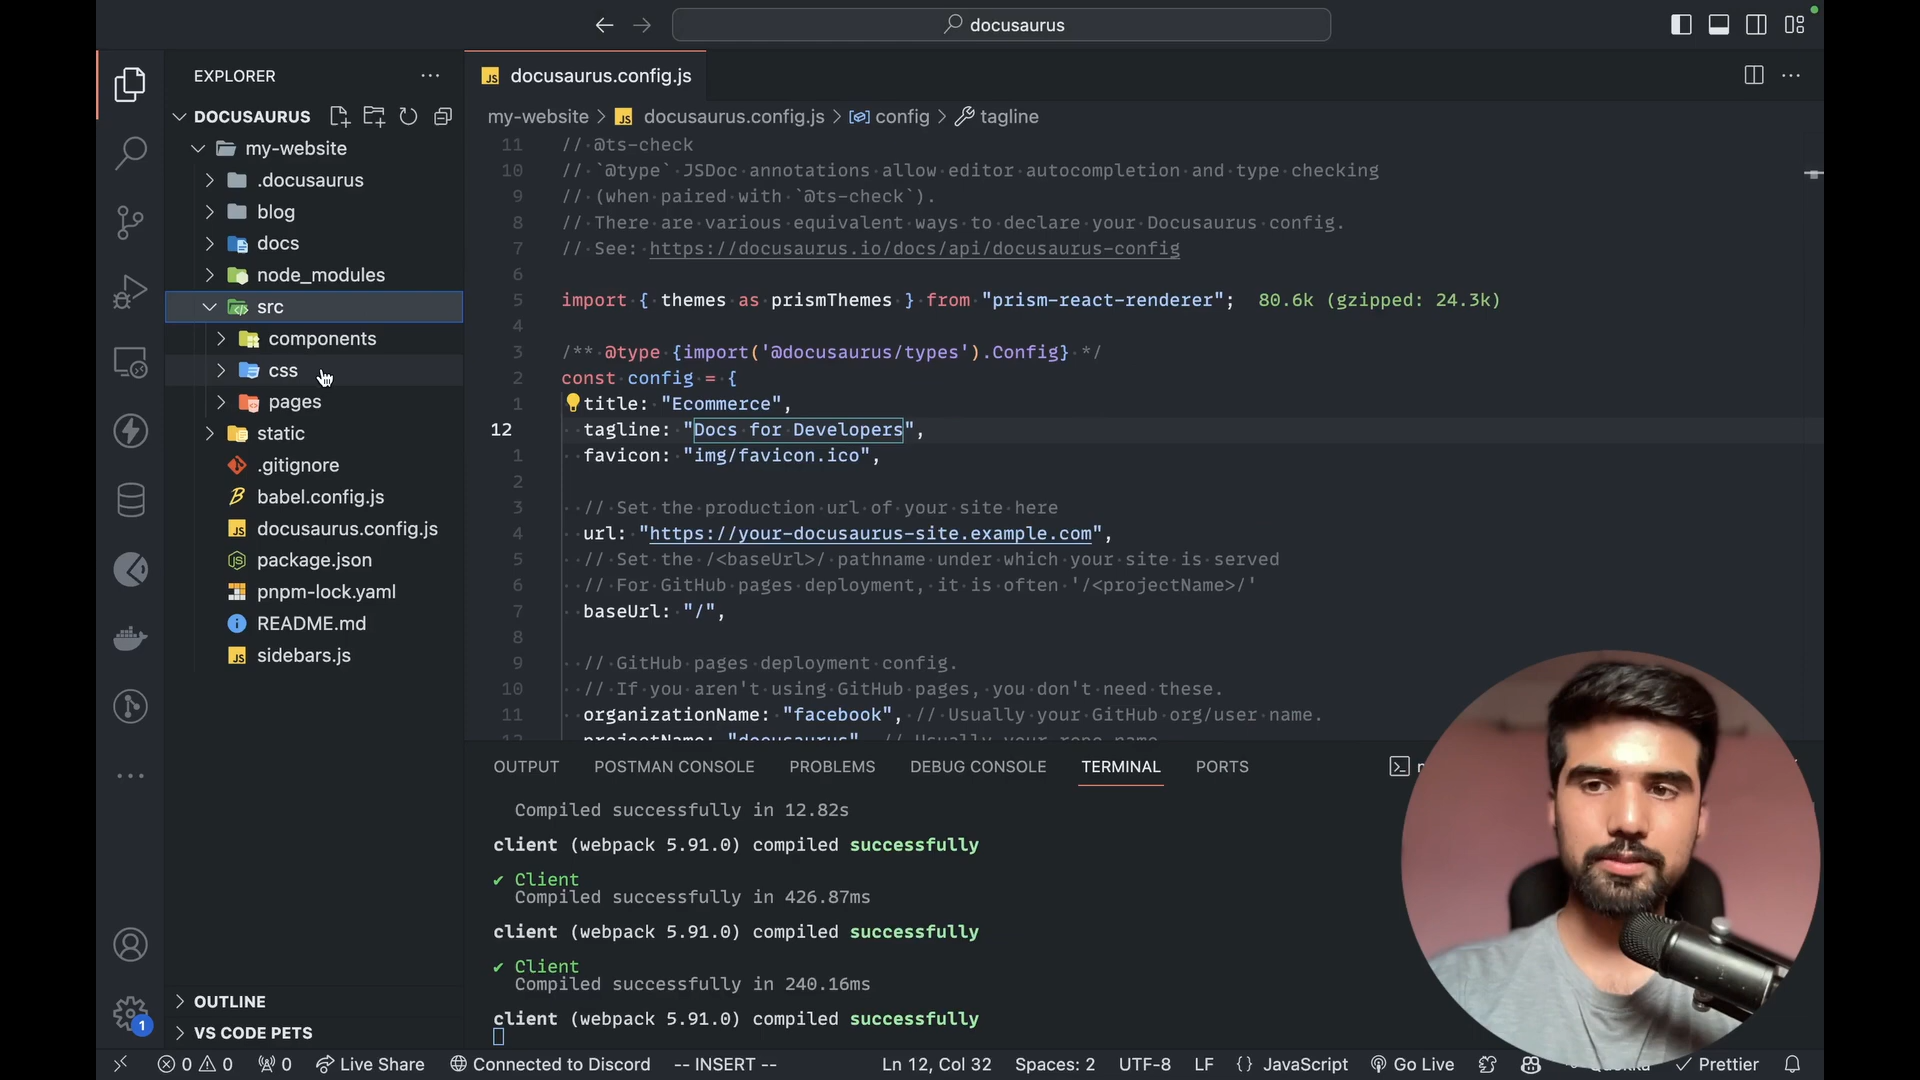 docusaurus
EXPLORER
DOCUSAURUS
my-website
.docusaurus
blog
docs
node_modules
src
components
css
pages
static
.gitignore
babel.config.js
docusaurus.config.js
package.json
pnpm-lock.yaml
README.md
sidebars.js
OUTLINE
VS CODE PETS
docusaurus.config.js
my-website > docusaurus.config.js > config > tagline
11 // @ts-check
10 // `@type` JSDoc annotations allow editor autocompletion and type checking
9 // (when paired with `@ts-check`).
8 // There are various equivalent ways to declare your Docusaurus config.
7 // See: https://docusaurus.io/docs/api/docusaurus-config
6
5 import { themes as prismThemes } from "prism-react-renderer"; 80.6k (gzipped: 24.3k)
4
3 /** @type {import('@docusaurus/types').Config} */
2 const config = {
1 title: "Ecommerce",
12 tagline: "Docs for Developers",
1 favicon: "img/favicon.ico",
2
3 // Set the production url of your site here
4 url: "https://your-docusaurus-site.example.com",
5 // Set the /<baseUrl>/ pathname under which your site is served
6 // For GitHub pages deployment, it is often '/<projectName>/'
7 baseUrl: "/",
8
9 // GitHub pages deployment config.
10 // If you aren't using GitHub pages, you don't need these.
11 organizationName: "facebook", // Usually your GitHub org/user name.
12 projectName: "docusaurus", // Usually your repo name.
OUTPUT POSTMAN CONSOLE PROBLEMS DEBUG CONSOLE TERMINAL PORTS
Compiled successfully in 12.82s
client (webpack 5.91.0) compiled successfully
✔ Client
Compiled successfully in 426.87ms
client (webpack 5.91.0) compiled successfully
✔ Client
Compiled successfully in 240.16ms
client (webpack 5.91.0) compiled successfully
1
0 0 0 Live Share Connected to Discord -- INSERT -- Ln 12, Col 32 Spaces: 2 UTF-8 LF {} JavaScript Go Live Prettier